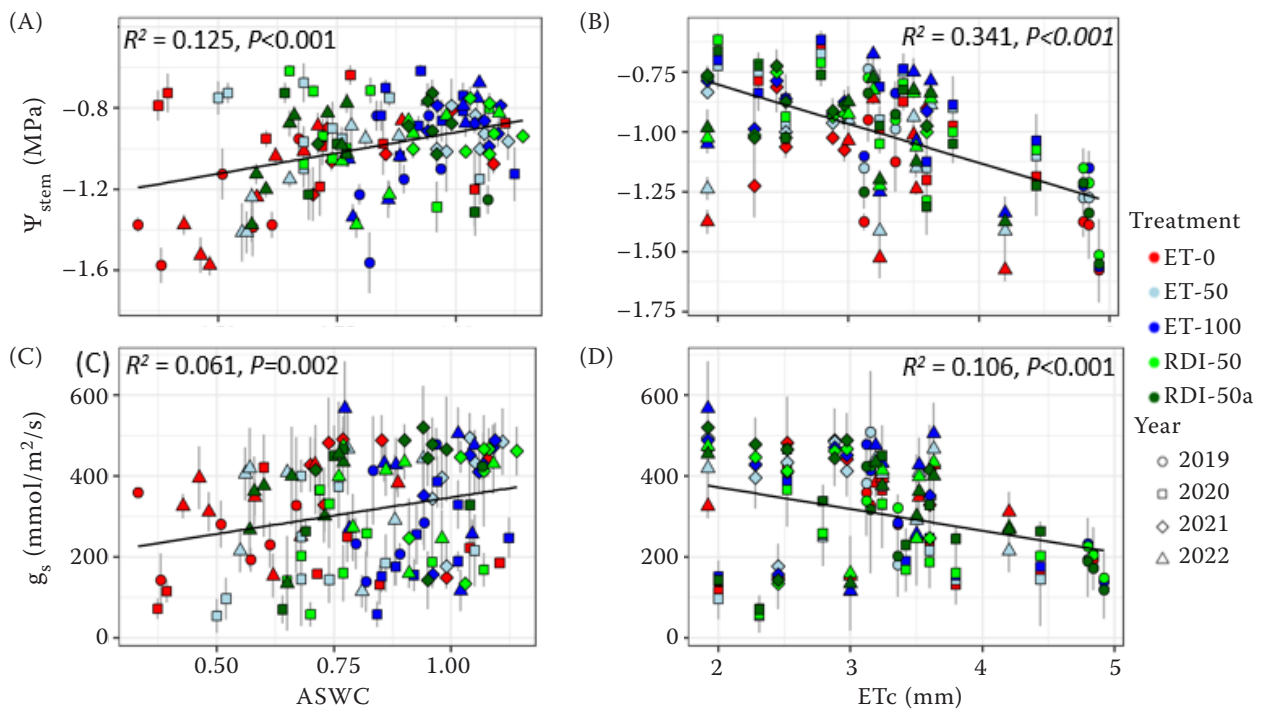 (A)
R² = 0.125, P<0.001
Ψstem (MPa)
−0.8
−1.2
−1.6
(B)
R² = 0.341, P<0.001
−0.75
−1.00
−1.25
−1.50
−1.75
(C)
(C)
R² = 0.061, P=0.002
gs (mmol/m²/s)
600
400
200
0
0.50
0.75
1.00
ASWC
(D)
R² = 0.106, P<0.001
600
400
200
0
2
3
4
5
ETc (mm)
Treatment
ET-0
ET-50
ET-100
RDI-50
RDI-50a
Year
2019
2020
2021
2022